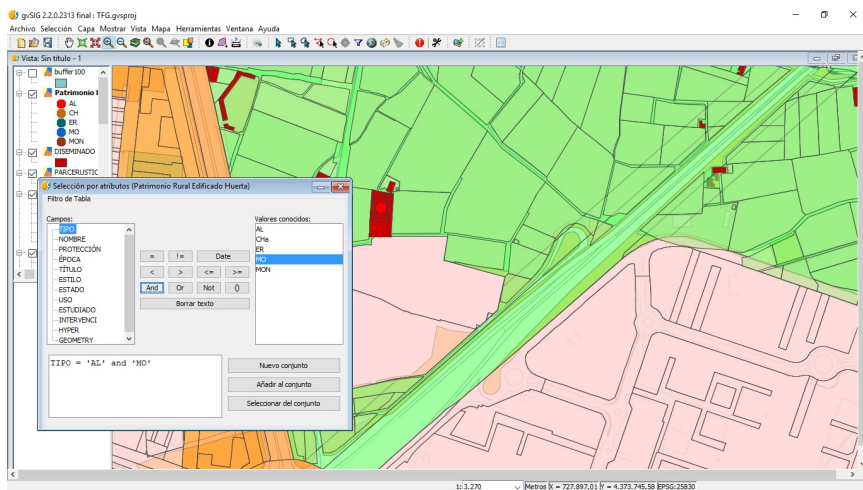 gvSIG 2.2.0.2313 final : TFG.gvsproj
Archivo Selección Capa Mostrar Vista Mapa Herramientas Ventana Ayuda
Vista: Sin título - 1
buffer100
Patrimonio
AL
CH
ER
MO
MON
DISEMINADO
PARCERUSTIC
Selección por atributos (Patrimonio Rural Edificado Huerta)
Filtro de Tabla
Campos:
TIPO
NOMBRE
PROTECCIÓN
ÉPOCA
TÍTULO
ESTILO
ESTADO
USO
ESTUDIADO
INTERVENCI
HYPER
GEOMETRY
= != Date
< > <= >=
And Or Not ()
Borrar texto
Valores conocidos:
AL
CHa
ER
MO
MON
TIPO = 'AL' and 'MO'
Nuevo conjunto
Añadir al conjunto
Seleccionar del conjunto
1: 3.270 Metros X = 727.897,01 Y = 4.373.745,58 EPSG:25830